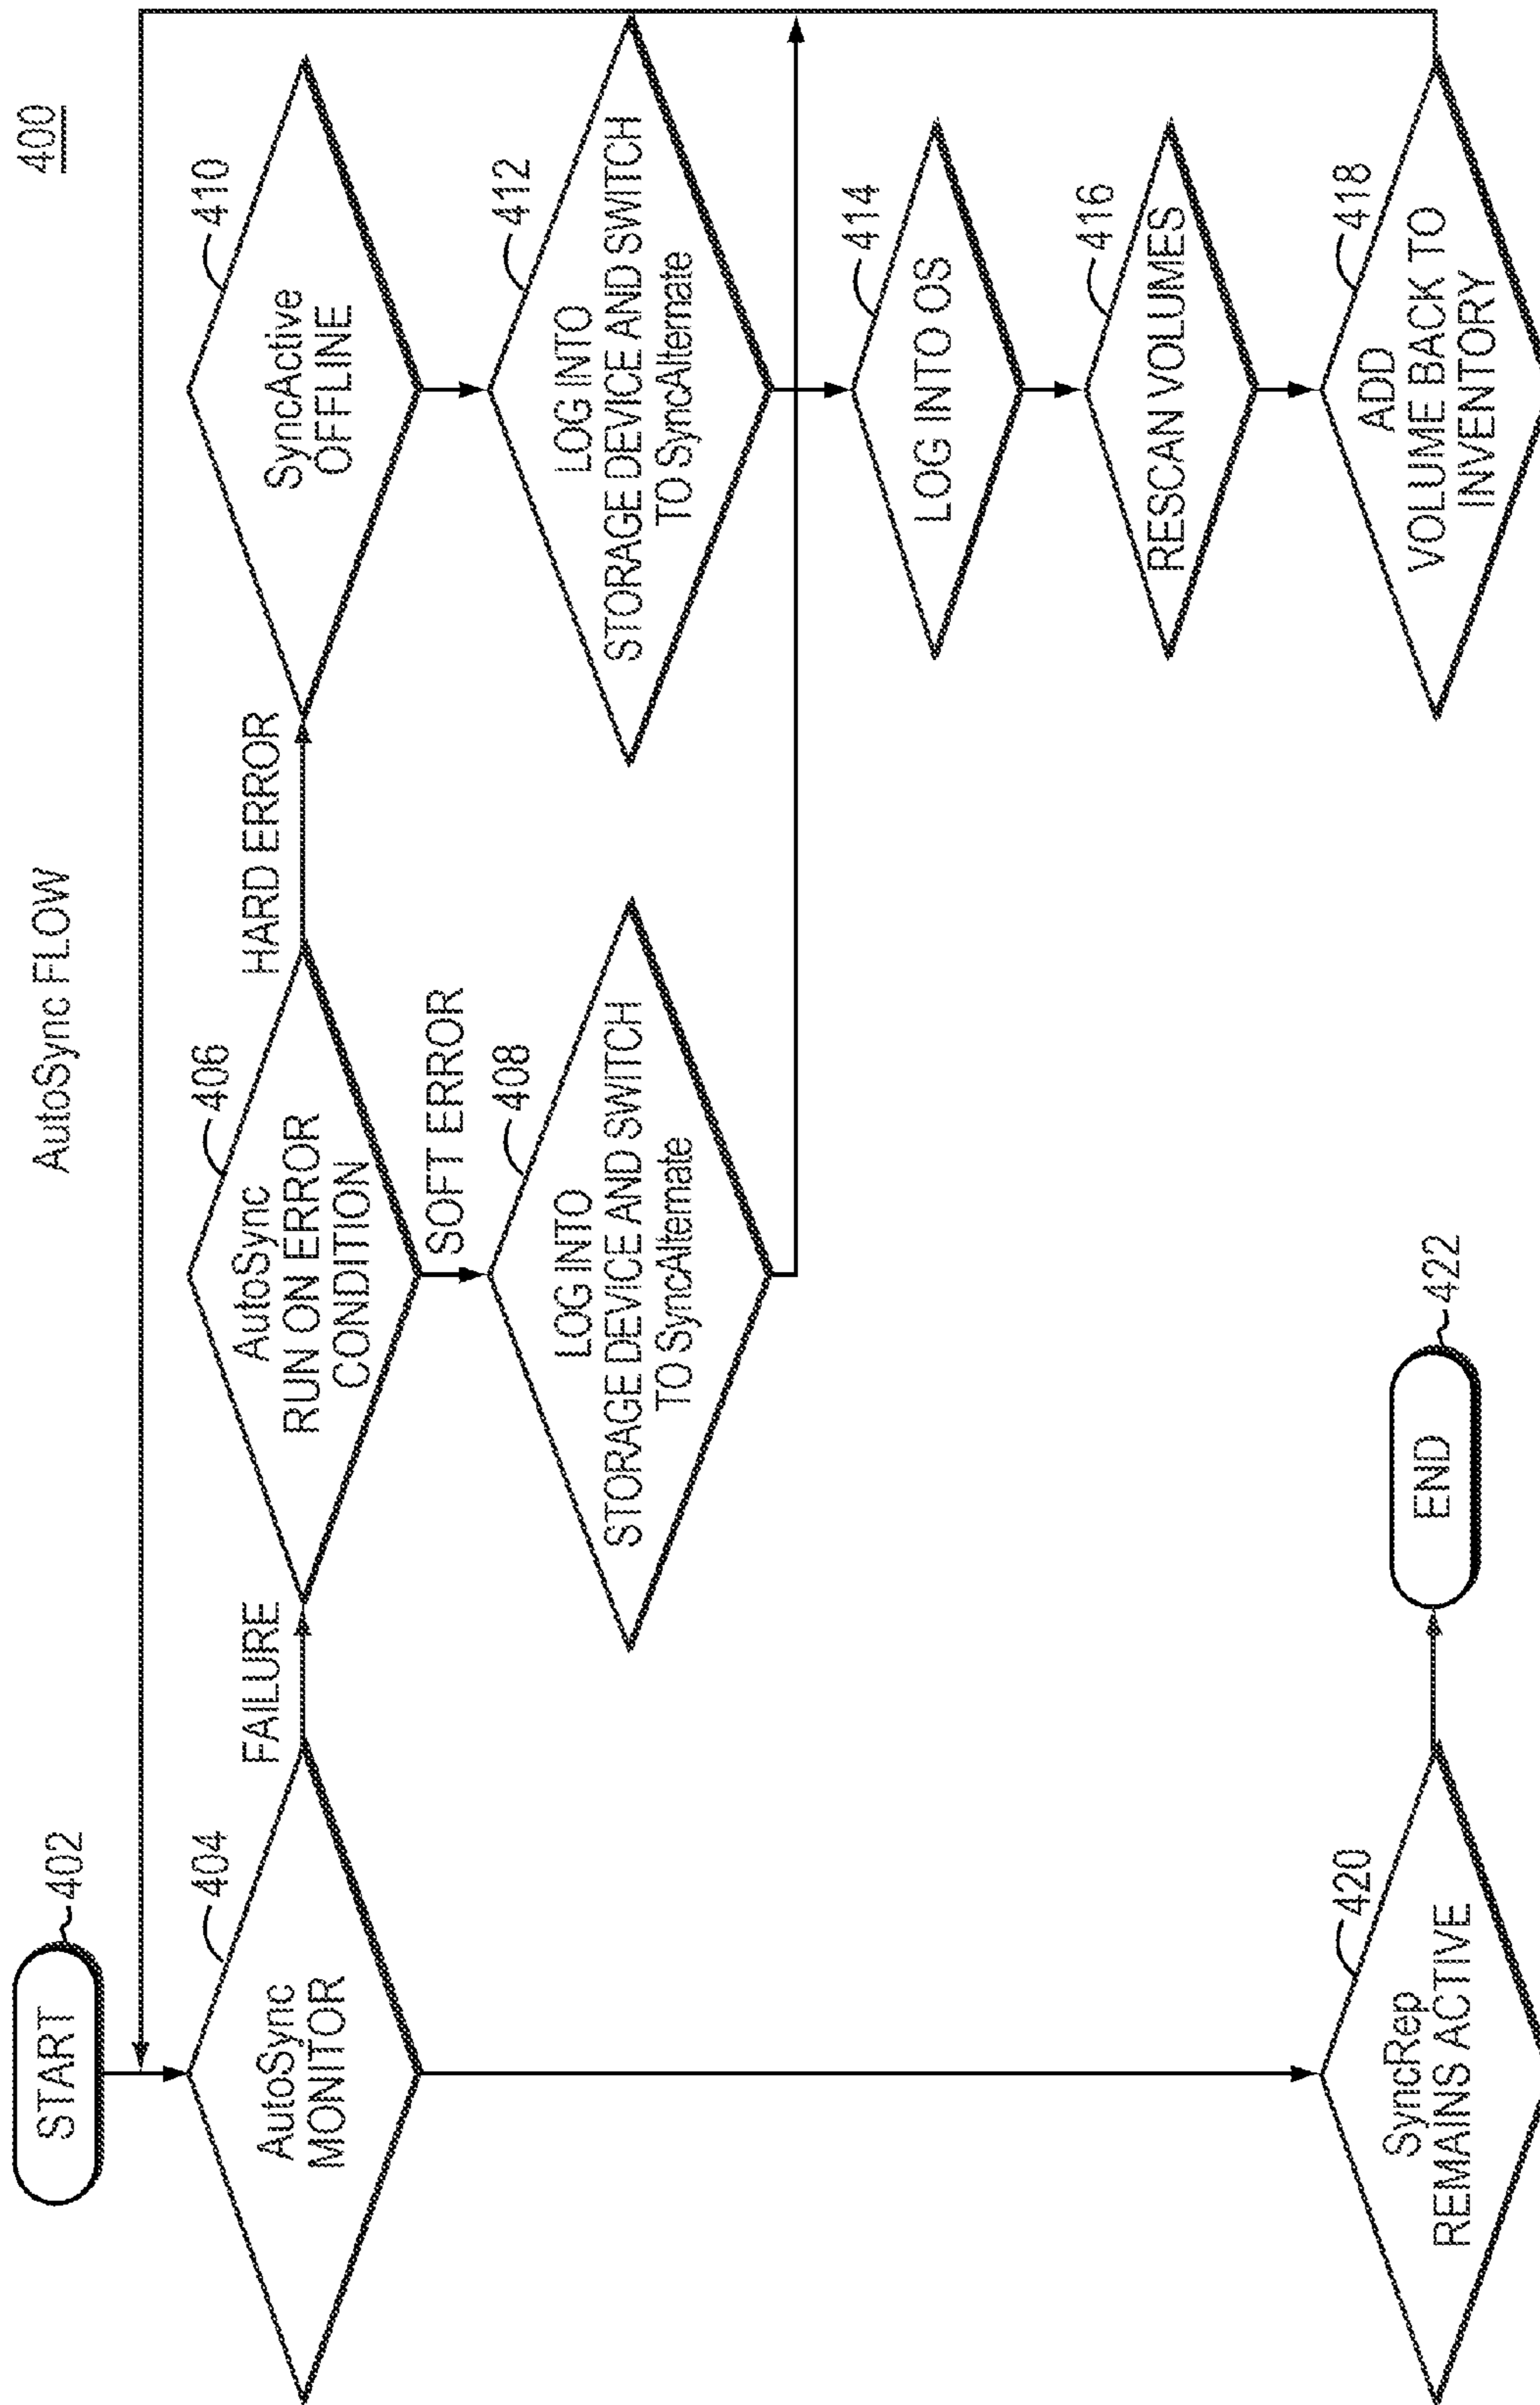 AutoSync FLOW
400
START
402
AutoSync
MONITOR
404
FAILURE
AutoSync
RUN ON ERROR
CONDITION
406
HARD ERROR
SyncActive
OFFLINE
410
SOFT ERROR
LOG INTO
STORAGE DEVICE AND SWITCH
TO SyncAlternate
408
LOG INTO
STORAGE DEVICE AND SWITCH
TO SyncAlternate
412
LOG INTO OS
414
RESCAN VOLUMES
416
ADD
VOLUME BACK TO
INVENTORY
418
SyncRep
REMAINS ACTIVE
420
END
422